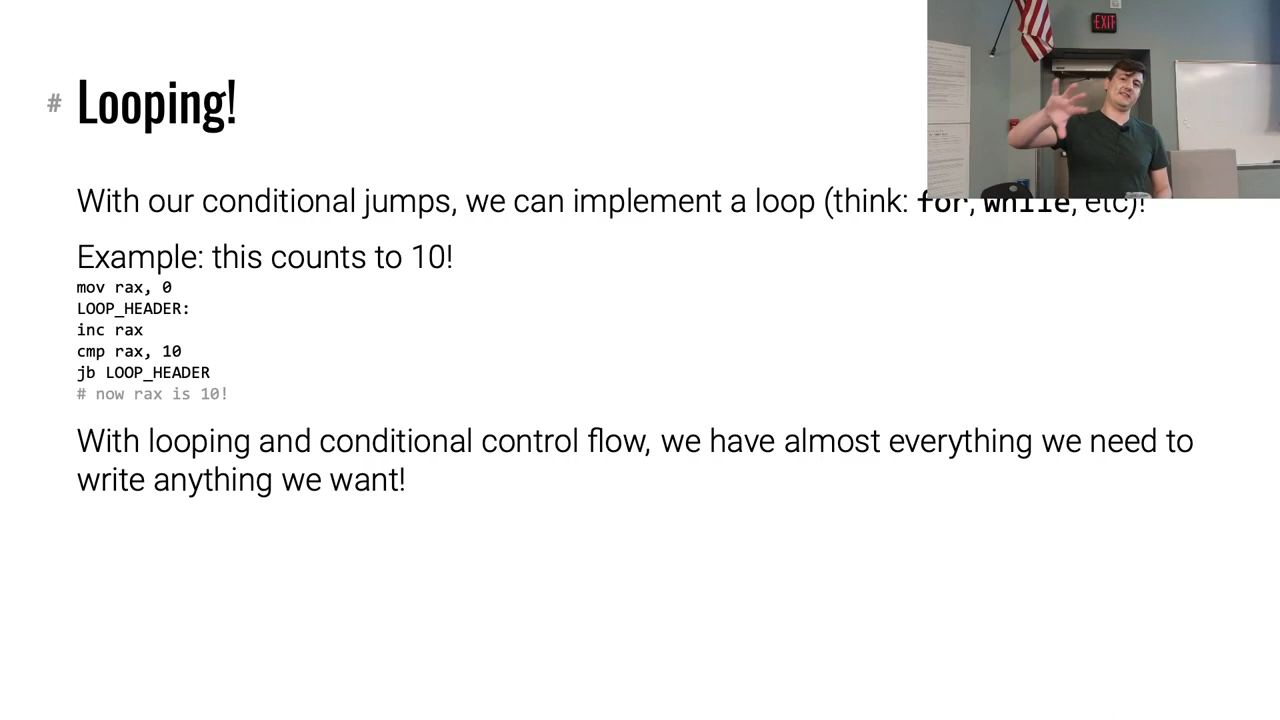 # Looping!
EXIT
With our conditional jumps, we can implement a loop (think: for, while, etc)!
Example: this counts to 10!
mov rax, 0
LOOP_HEADER:
inc rax
cmp rax, 10
jb LOOP_HEADER
# now rax is 10!
With looping and conditional control flow, we have almost everything we need to
write anything we want!